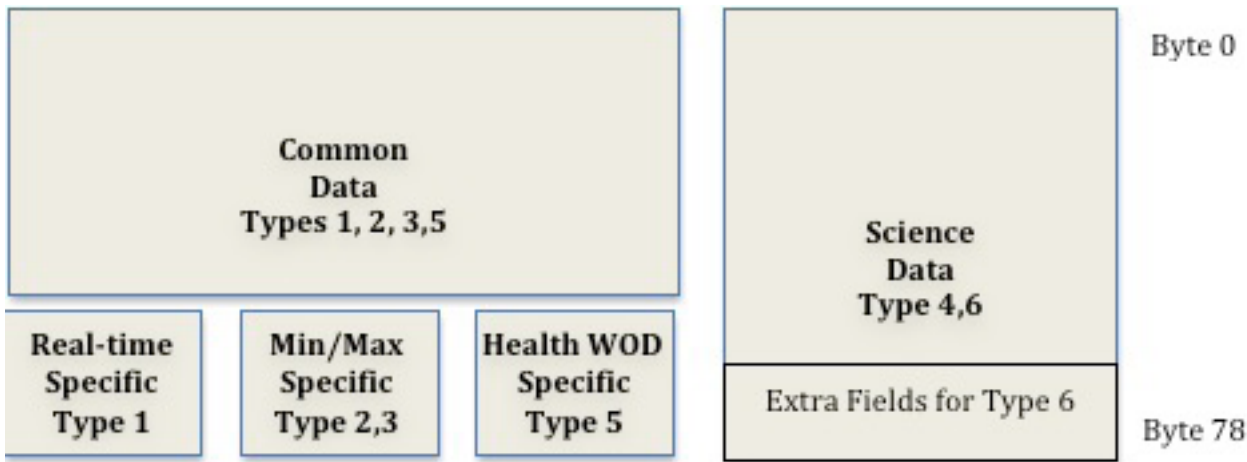 Common
Data
Types 1, 2, 3,5
Real-time
Specific
Type 1
Min/Max
Specific
Type 2,3
Health WOD
Specific
Type 5
Science
Data
Type 4,6
Extra Fields for Type 6
Byte 0
Byte 78